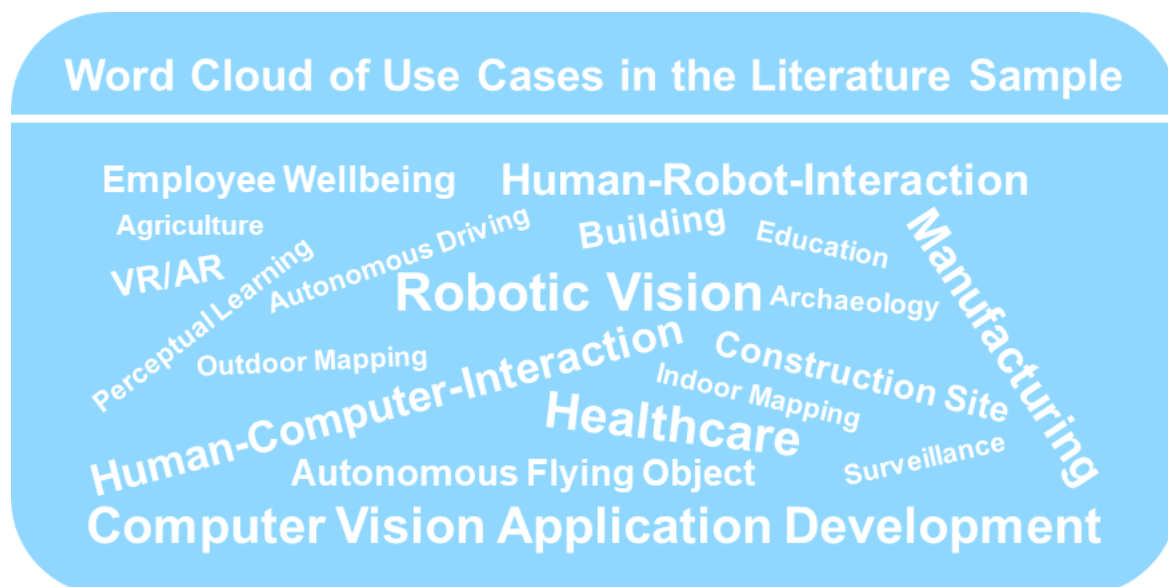 Word Cloud of Use Cases in the Literature Sample
Employee Wellbeing
Human-Robot-Interaction
Agriculture
Autonomous Driving
Building
Education
Manufacturing
VR/AR
Perceptual Learning
Robotic Vision
Archaeology
Outdoor Mapping
Human-Computer-Interaction
Construction Site
Indoor Mapping
Healthcare
Surveillance
Autonomous Flying Object
Computer Vision Application Development